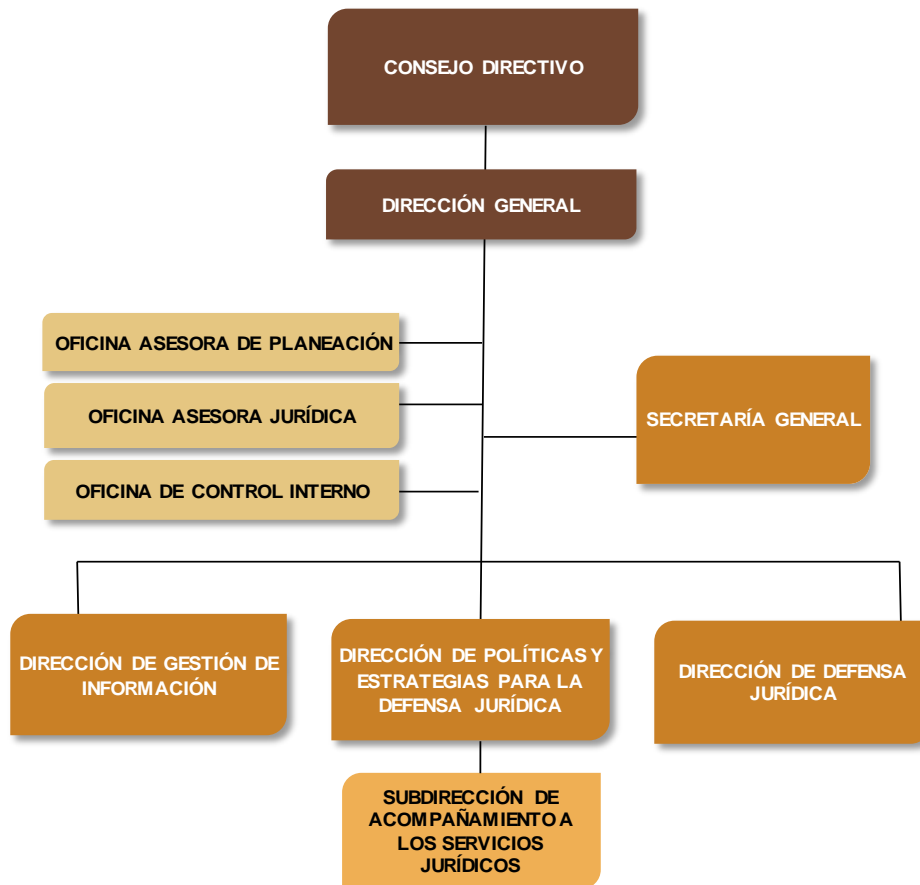 CONSEJO DIRECTIVO
DIRECCIÓN GENERAL
OFICINA ASESORA DE PLANEACIÓN
OFICINA ASESORA JURÍDICA
SECRETARÍA GENERAL
OFICINA DE CONTROL INTERNO
DIRECCIÓN DE GESTIÓN DE
INFORMACIÓN
DIRECCIÓN DE POLÍTICAS Y
ESTRATEGIAS PARA LA
DEFENSA JURÍDICA
DIRECCIÓN DE DEFENSA
JURÍDICA
SUBDIRECCIÓN DE
ACOMPAÑAMIENTO A
LOS SERVICIOS
JURÍDICOS